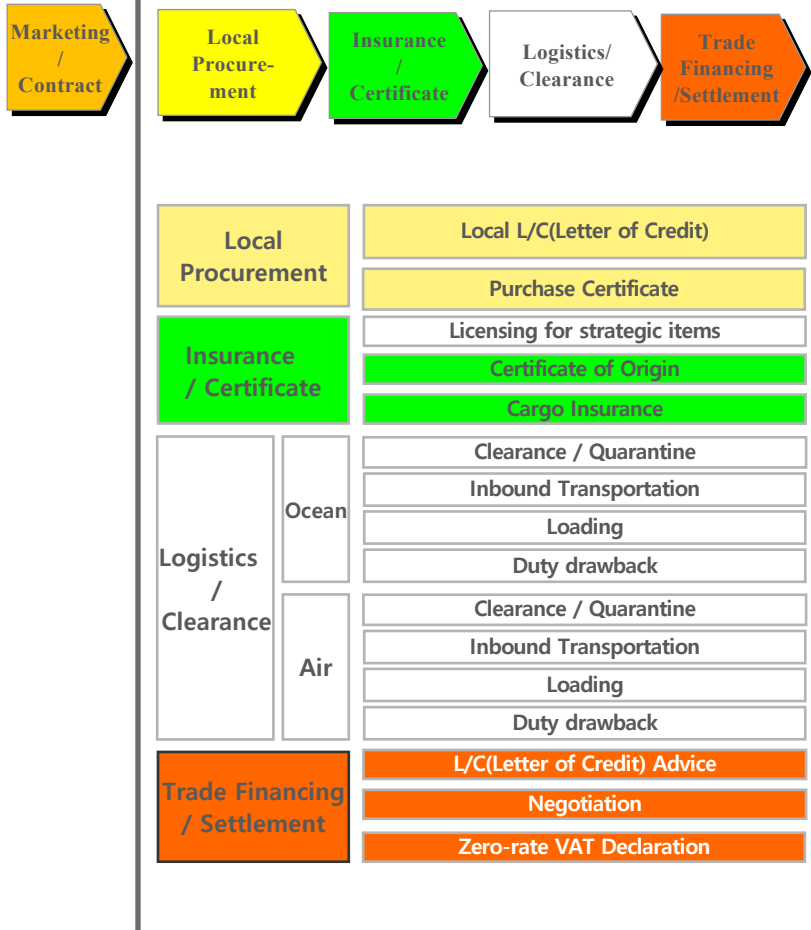 Marketing
/
Contract
Local
Procure-
ment
Insurance
/
Certificate
Logistics/
Clearance
Trade
Financing
/Settlement
Local
Procurement
Local L/C(Letter of Credit)
Purchase Certificate
Insurance
/ Certificate
Licensing for strategic items
Certificate of Origin
Cargo Insurance
Logistics
/
Clearance
Ocean
Clearance / Quarantine
Inbound Transportation
Loading
Duty drawback
Air
Clearance / Quarantine
Inbound Transportation
Loading
Duty drawback
Trade Financing
/ Settlement
L/C(Letter of Credit) Advice
Negotiation
Zero-rate VAT Declaration